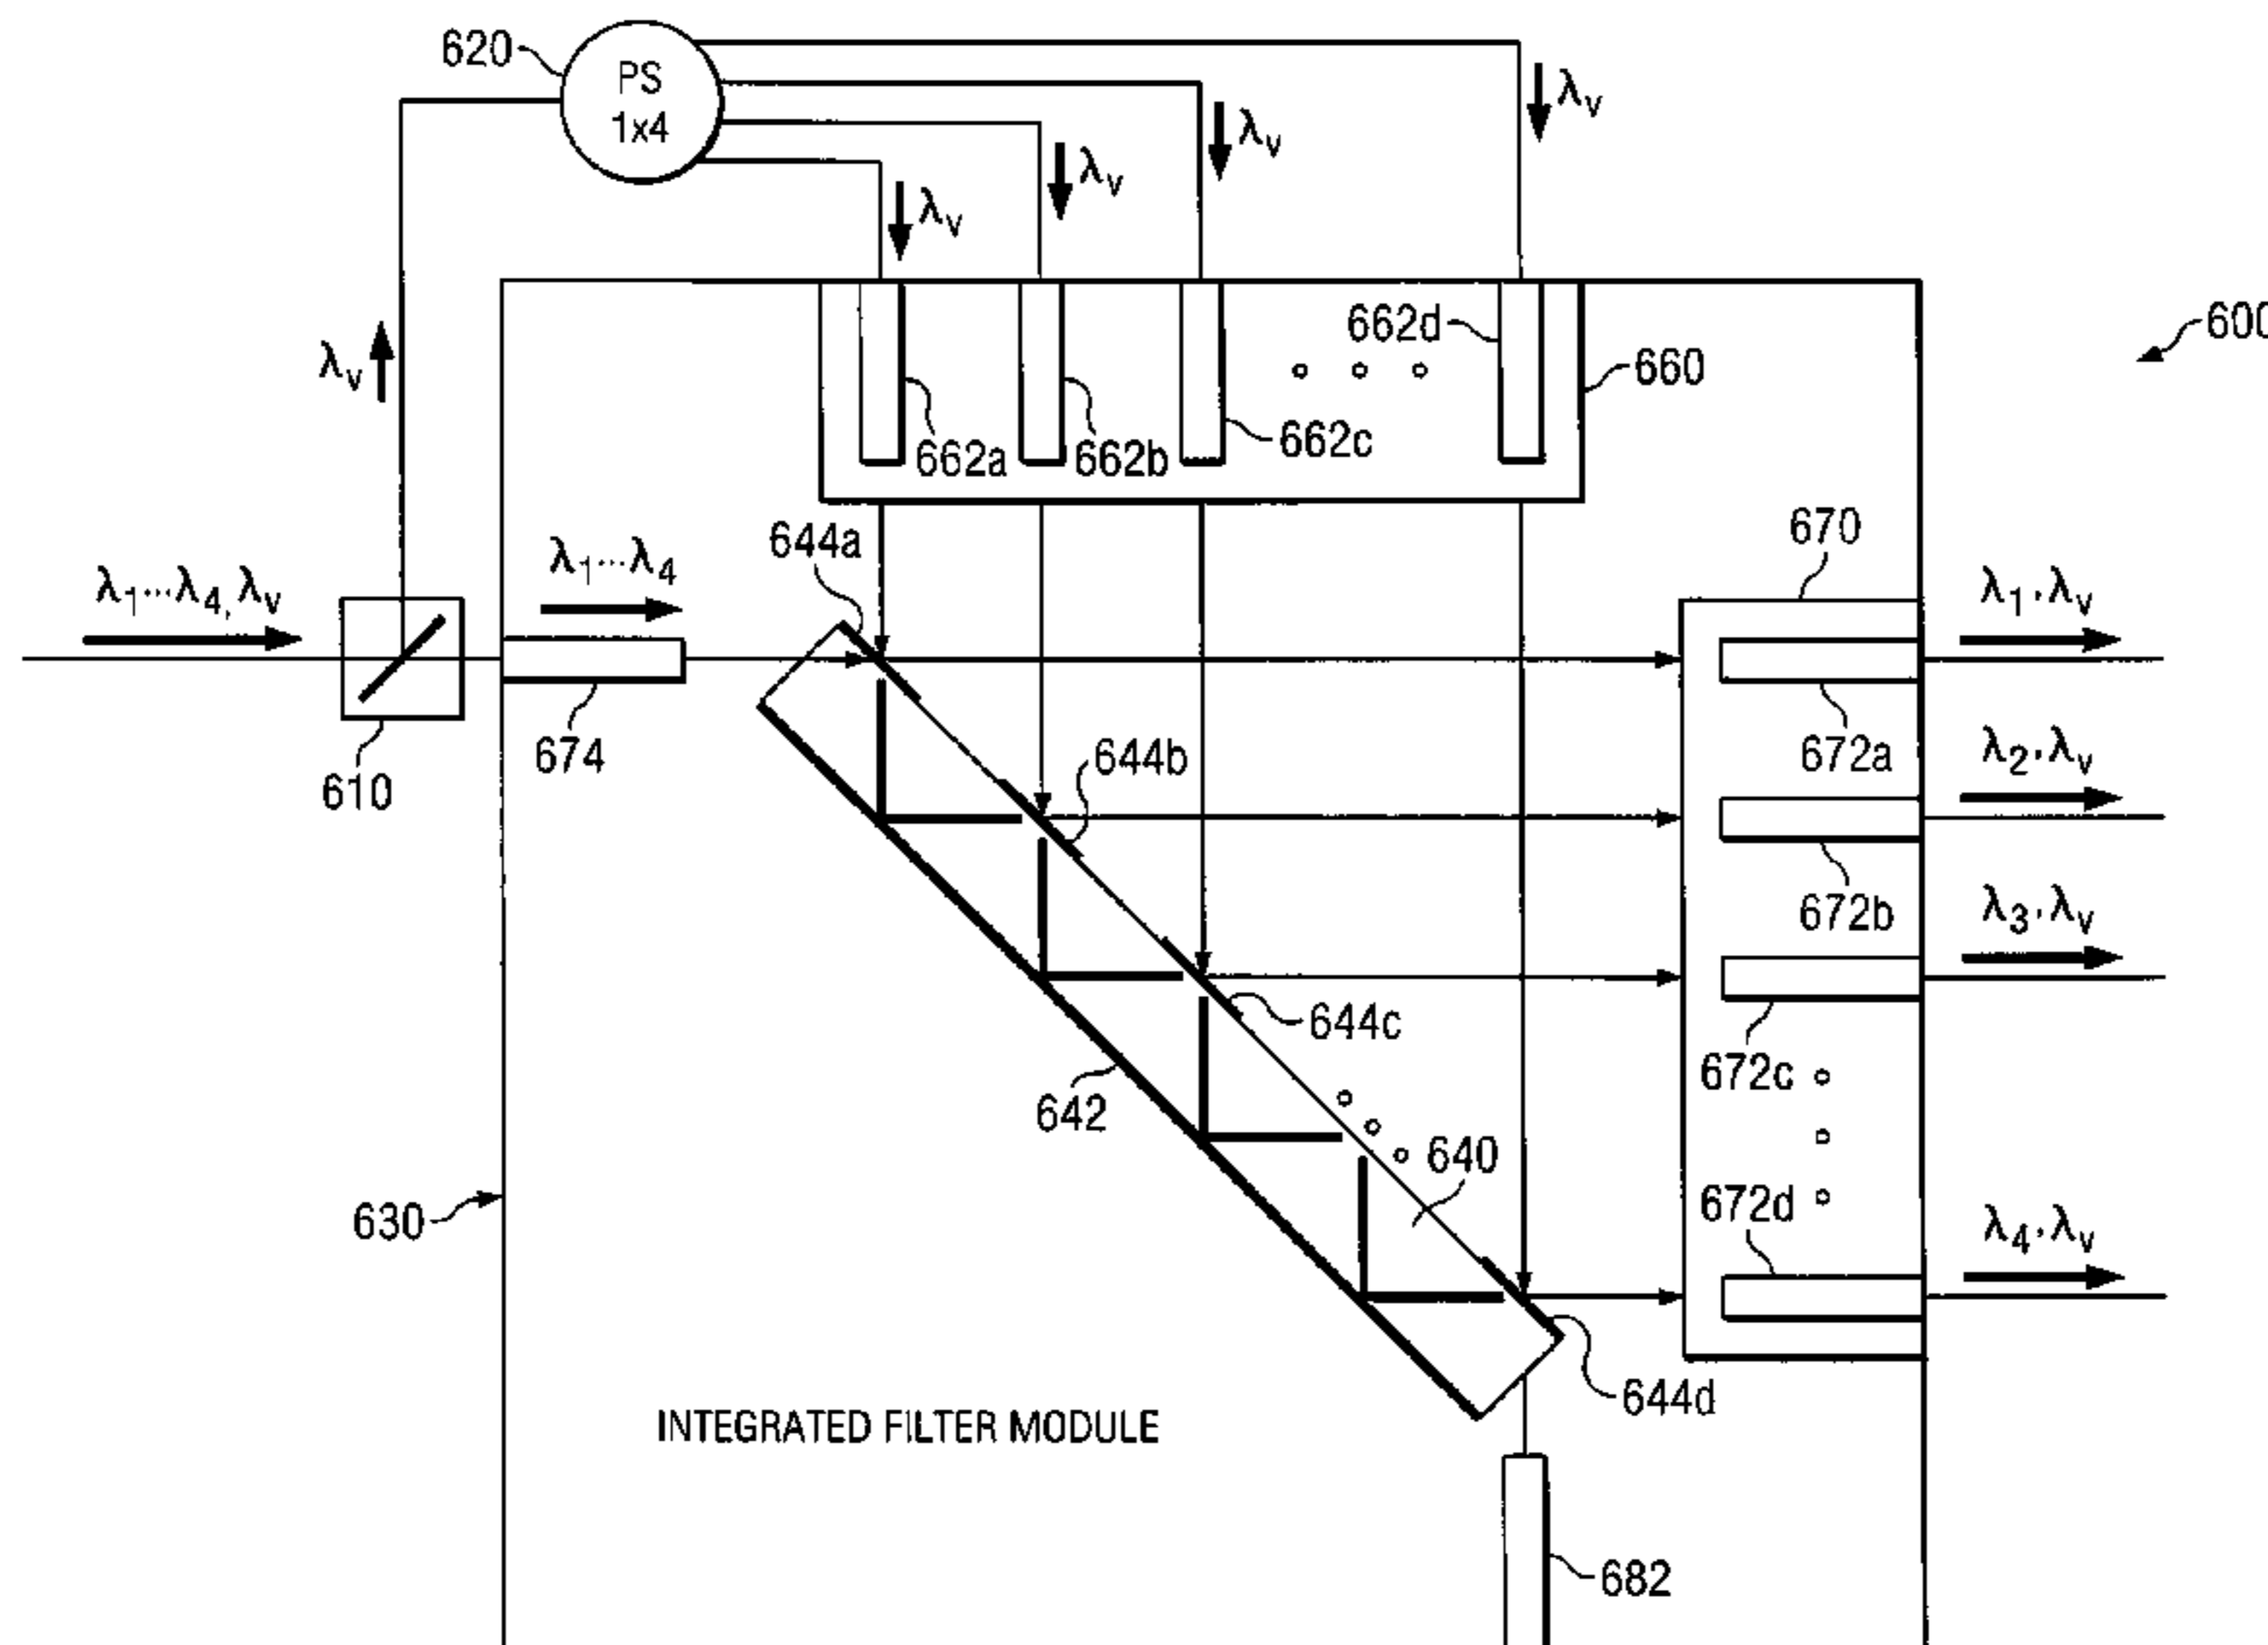 620
PS
1x4
λv
λv
λv
λv
λv
600
662d
660
662a
662b
662c
670
644a
λ1...λ4, λv
λ1...λ4
λ1, λv
674
672a
610
644b
λ2, λv
672b
λ3, λv
644c
672c
642
640
672d
630
λ4, λv
644d
INTEGRATED FILTER MODULE
682